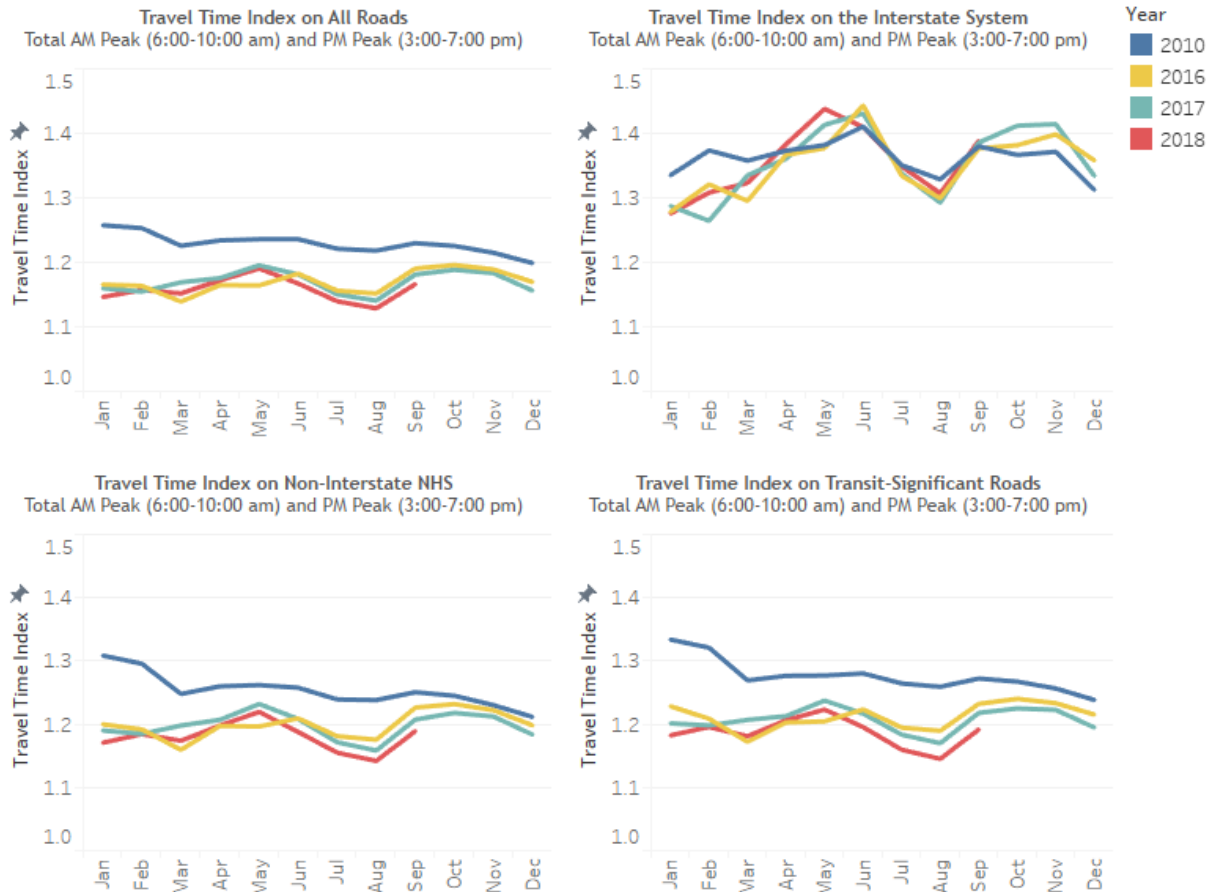 Travel Time Index on All Roads
Total AM Peak (6:00-10:00 am) and PM Peak (3:00-7:00 pm)
Travel Time Index
1.5
1.4
1.3
1.2
1.1
1.0
Jan
Feb
Mar
Apr
May
Jun
Jul
Aug
Sep
Oct
Nov
Dec
Travel Time Index on the Interstate System
Total AM Peak (6:00-10:00 am) and PM Peak (3:00-7:00 pm)
Travel Time Index
1.5
1.4
1.3
1.2
1.1
1.0
Jan
Feb
Mar
Apr
May
Jun
Jul
Aug
Sep
Oct
Nov
Dec
Year
2010
2016
2017
2018
Travel Time Index on Non-Interstate NHS
Total AM Peak (6:00-10:00 am) and PM Peak (3:00-7:00 pm)
Travel Time Index
1.5
1.4
1.3
1.2
1.1
1.0
Jan
Feb
Mar
Apr
May
Jun
Jul
Aug
Sep
Oct
Nov
Dec
Travel Time Index on Transit-Significant Roads
Total AM Peak (6:00-10:00 am) and PM Peak (3:00-7:00 pm)
Travel Time Index
1.5
1.4
1.3
1.2
1.1
1.0
Jan
Feb
Mar
Apr
May
Jun
Jul
Aug
Sep
Oct
Nov
Dec